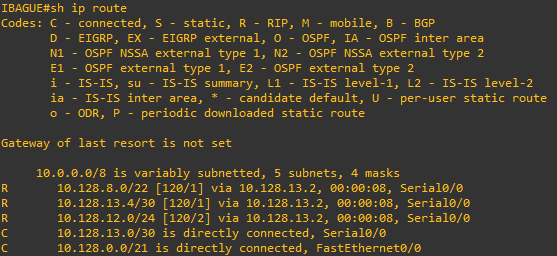 IBAGUE#sh ip route
Codes: C - connected, S - static, R - RIP, M - mobile, B - BGP
D - EIGRP, EX - EIGRP external, O - OSPF, IA - OSPF inter area
N1 - OSPF NSSA external type 1, N2 - OSPF NSSA external type 2
E1 - OSPF external type 1, E2 - OSPF external type 2
i - IS-IS, su - IS-IS summary, L1 - IS-IS level-1, L2 - IS-IS level-2
ia - IS-IS inter area, * - candidate default, U - per-user static route
o - ODR, P - periodic downloaded static route
Gateway of last resort is not set
10.0.0.0/8 is variably subnetted, 5 subnets, 4 masks
R 10.128.8.0/22 [120/1] via 10.128.13.2, 00:00:08, Serial0/0
R 10.128.13.4/30 [120/1] via 10.128.13.2, 00:00:08, Serial0/0
R 10.128.12.0/24 [120/2] via 10.128.13.2, 00:00:08, Serial0/0
C 10.128.13.0/30 is directly connected, Serial0/0
C 10.128.0.0/21 is directly connected, FastEthernet0/0